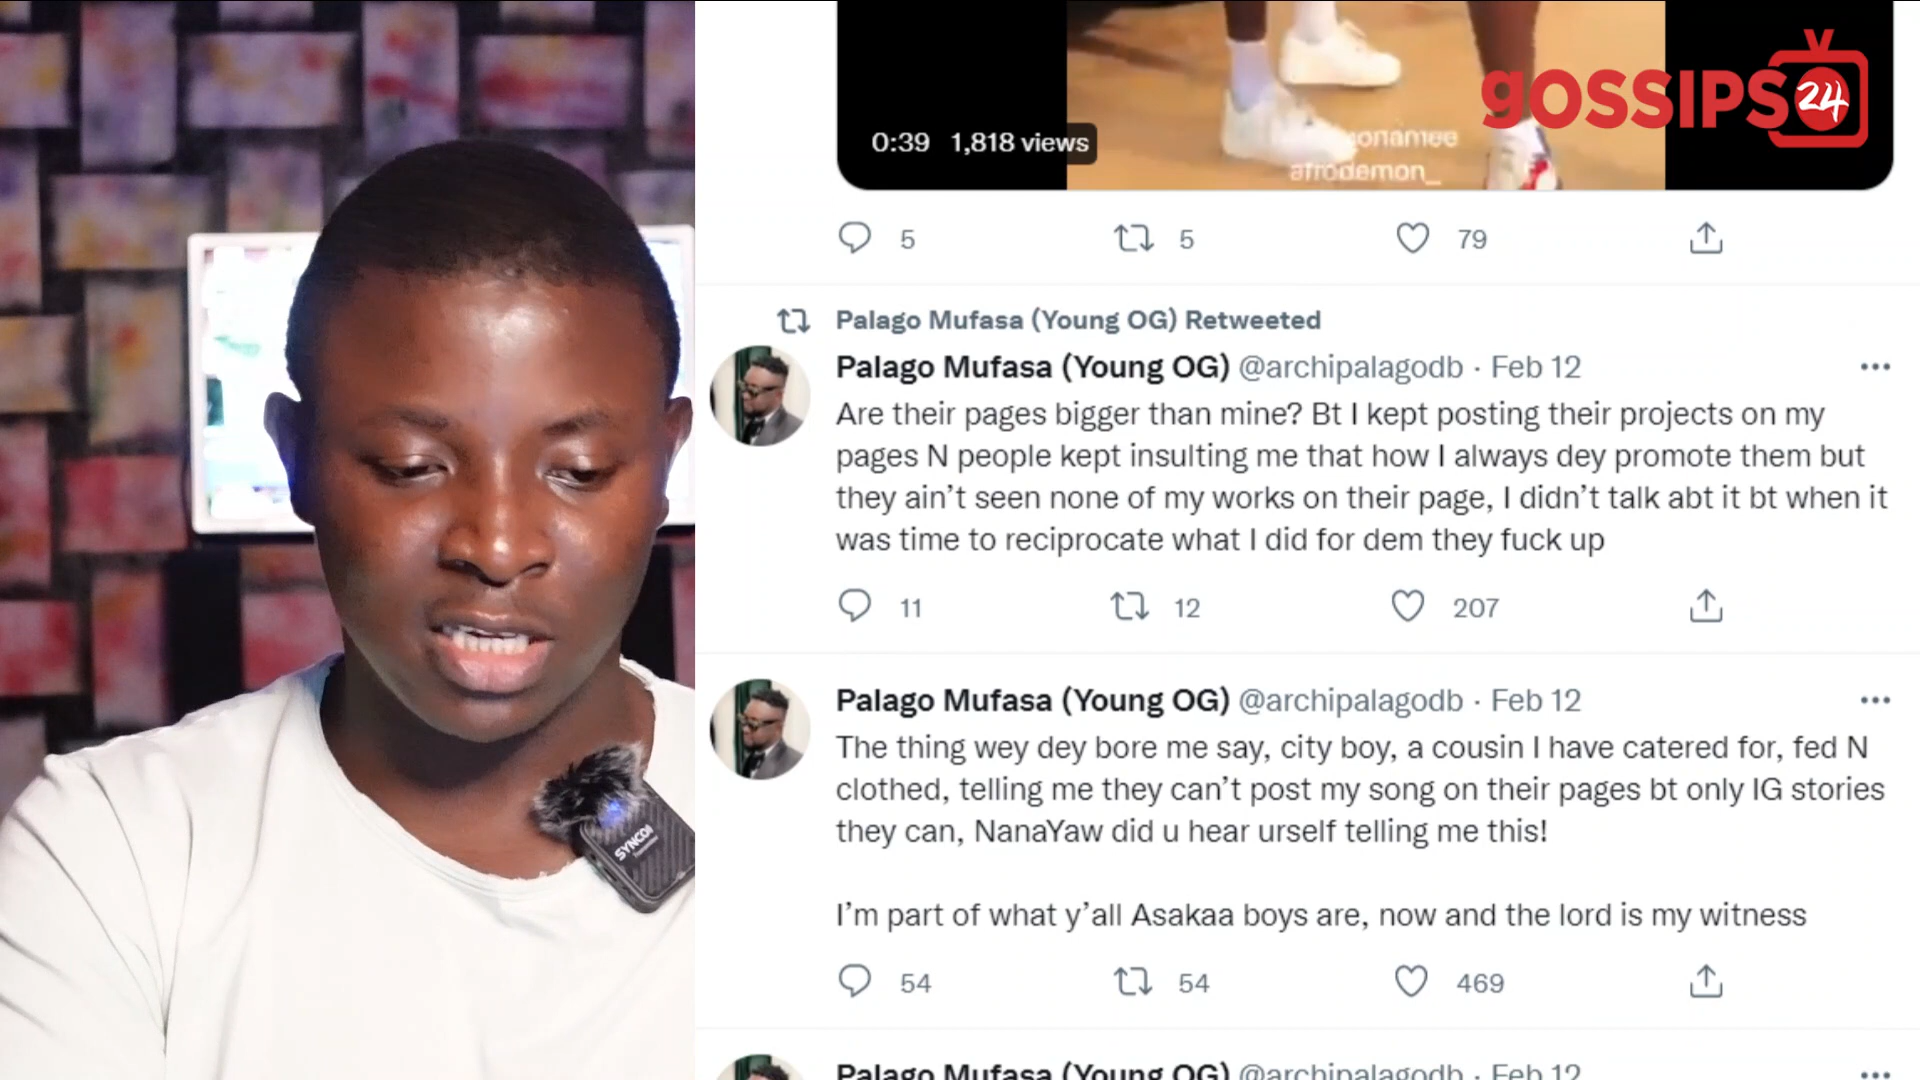 gOSSIPS24
0:39 1,818 views
onamee
afrodemon_
5 5 79
Palago Mufasa (Young OG) Retweeted
Palago Mufasa (Young OG) @archipalagodb · Feb 12
Are their pages bigger than mine? Bt I kept posting their projects on my
pages N people kept insulting me that how I always dey promote them but
they ain’t seen none of my works on their page, I didn’t talk abt it bt when it
was time to reciprocate what I did for dem they fuck up
11 12 207
Palago Mufasa (Young OG) @archipalagodb · Feb 12
The thing wey dey bore me say, city boy, a cousin I have catered for, fed N
clothed, telling me they can’t post my song on their pages bt only IG stories
they can, NanaYaw did u hear urself telling me this!
I’m part of what y’all Asakaa boys are, now and the lord is my witness
54 54 469
Palago Mufasa (Young OG) @archipalagodb · Feb 12
SYNCO